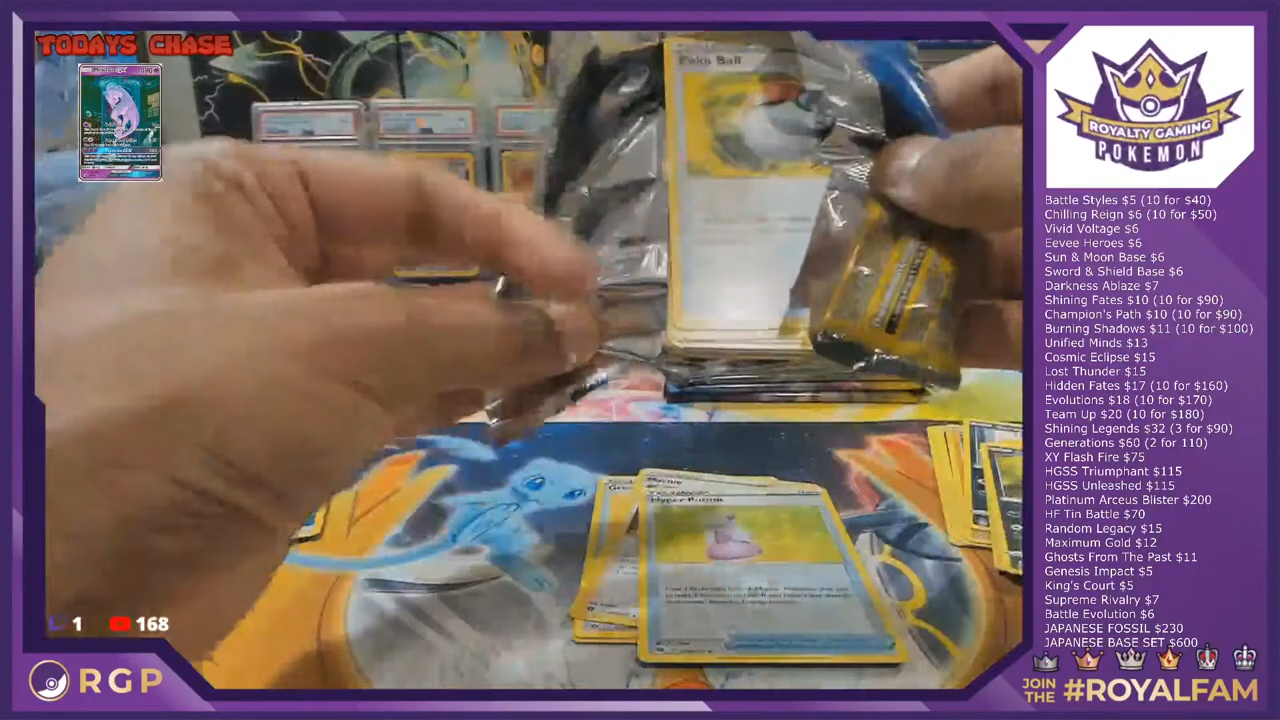 TODAYS CHASE
Poké Ball
Hyper Potion
1
168
RGP
ROYALTY GAMING
POKEMON
Battle Styles $5 (10 for $40)
Chilling Reign $6 (10 for $50)
Vivid Voltage $6
Eevee Heroes $6
Sun & Moon Base $6
Sword & Shield Base $6
Darkness Ablaze $7
Shining Fates $10 (10 for $90)
Champion's Path $10 (10 for $90)
Burning Shadows $11 (10 for $100)
Unified Minds $13
Cosmic Eclipse $15
Lost Thunder $15
Hidden Fates $17 (10 for $160)
Evolutions $18 (10 for $170)
Team Up $20 (10 for $180)
Shining Legends $32 (3 for $90)
Generations $60 (2 for 110)
XY Flash Fire $75
HGSS Triumphant $115
HGSS Unleashed $115
Platinum Arceus Blister $200
HF Tin Battle $70
Random Legacy $15
Maximum Gold $12
Ghosts From The Past $11
Genesis Impact $5
King's Court $5
Supreme Rivalry $7
Battle Evolution $6
JAPANESE FOSSIL $230
JAPANESE BASE SET $600
JOIN THE #ROYALFAM